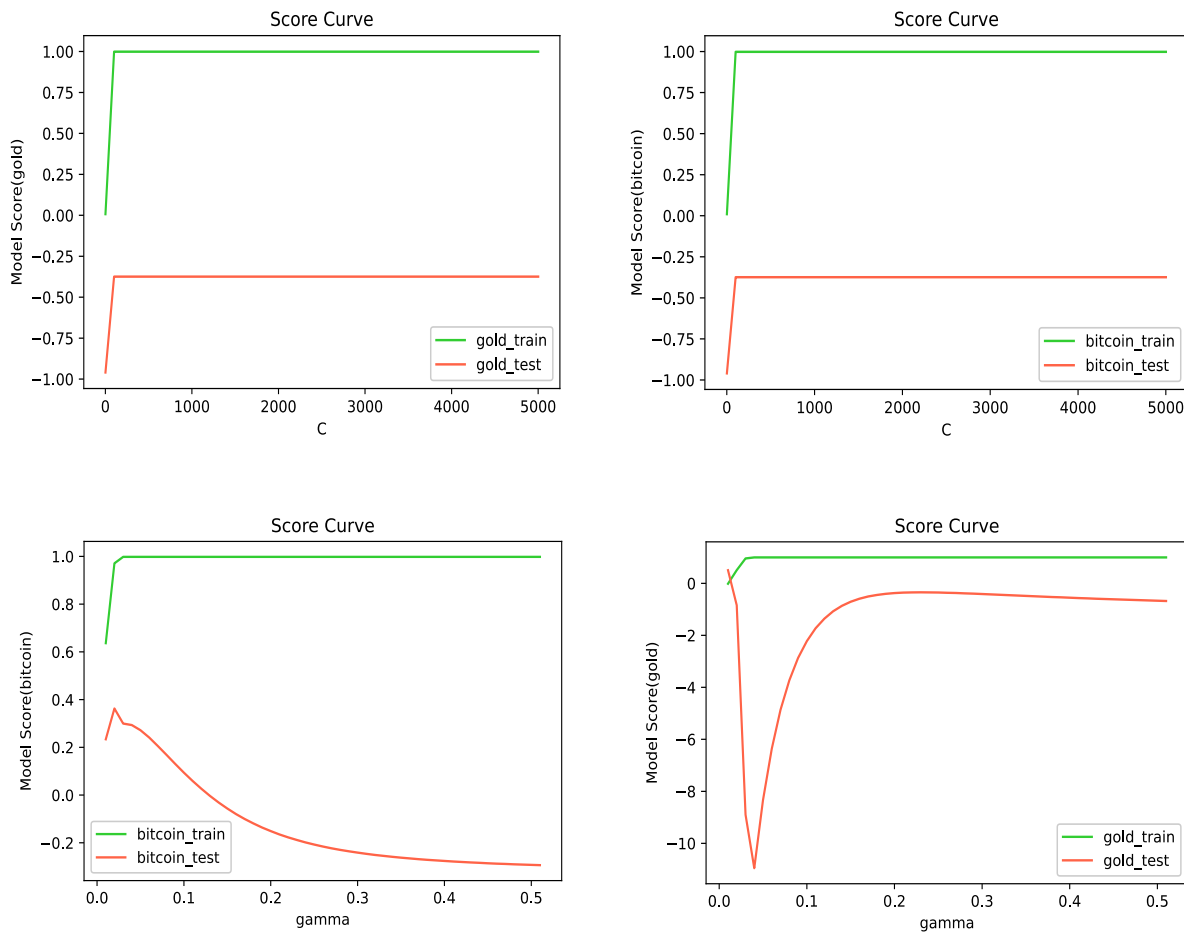 Score Curve
Model Score(gold)
1.00
0.75
0.50
0.25
0.00
−0.25
−0.50
−0.75
−1.00
gold_train
gold_test
0 1000 2000 3000 4000 5000
C
Score Curve
Model Score(bitcoin)
1.00
0.75
0.50
0.25
0.00
−0.25
−0.50
−0.75
−1.00
bitcoin_train
bitcoin_test
0 1000 2000 3000 4000 5000
C
Score Curve
Model Score(bitcoin)
1.0
0.8
0.6
0.4
0.2
0.0
−0.2
bitcoin_train
bitcoin_test
0.0 0.1 0.2 0.3 0.4 0.5
gamma
Score Curve
Model Score(gold)
0
−2
−4
−6
−8
−10
gold_train
gold_test
0.0 0.1 0.2 0.3 0.4 0.5
gamma